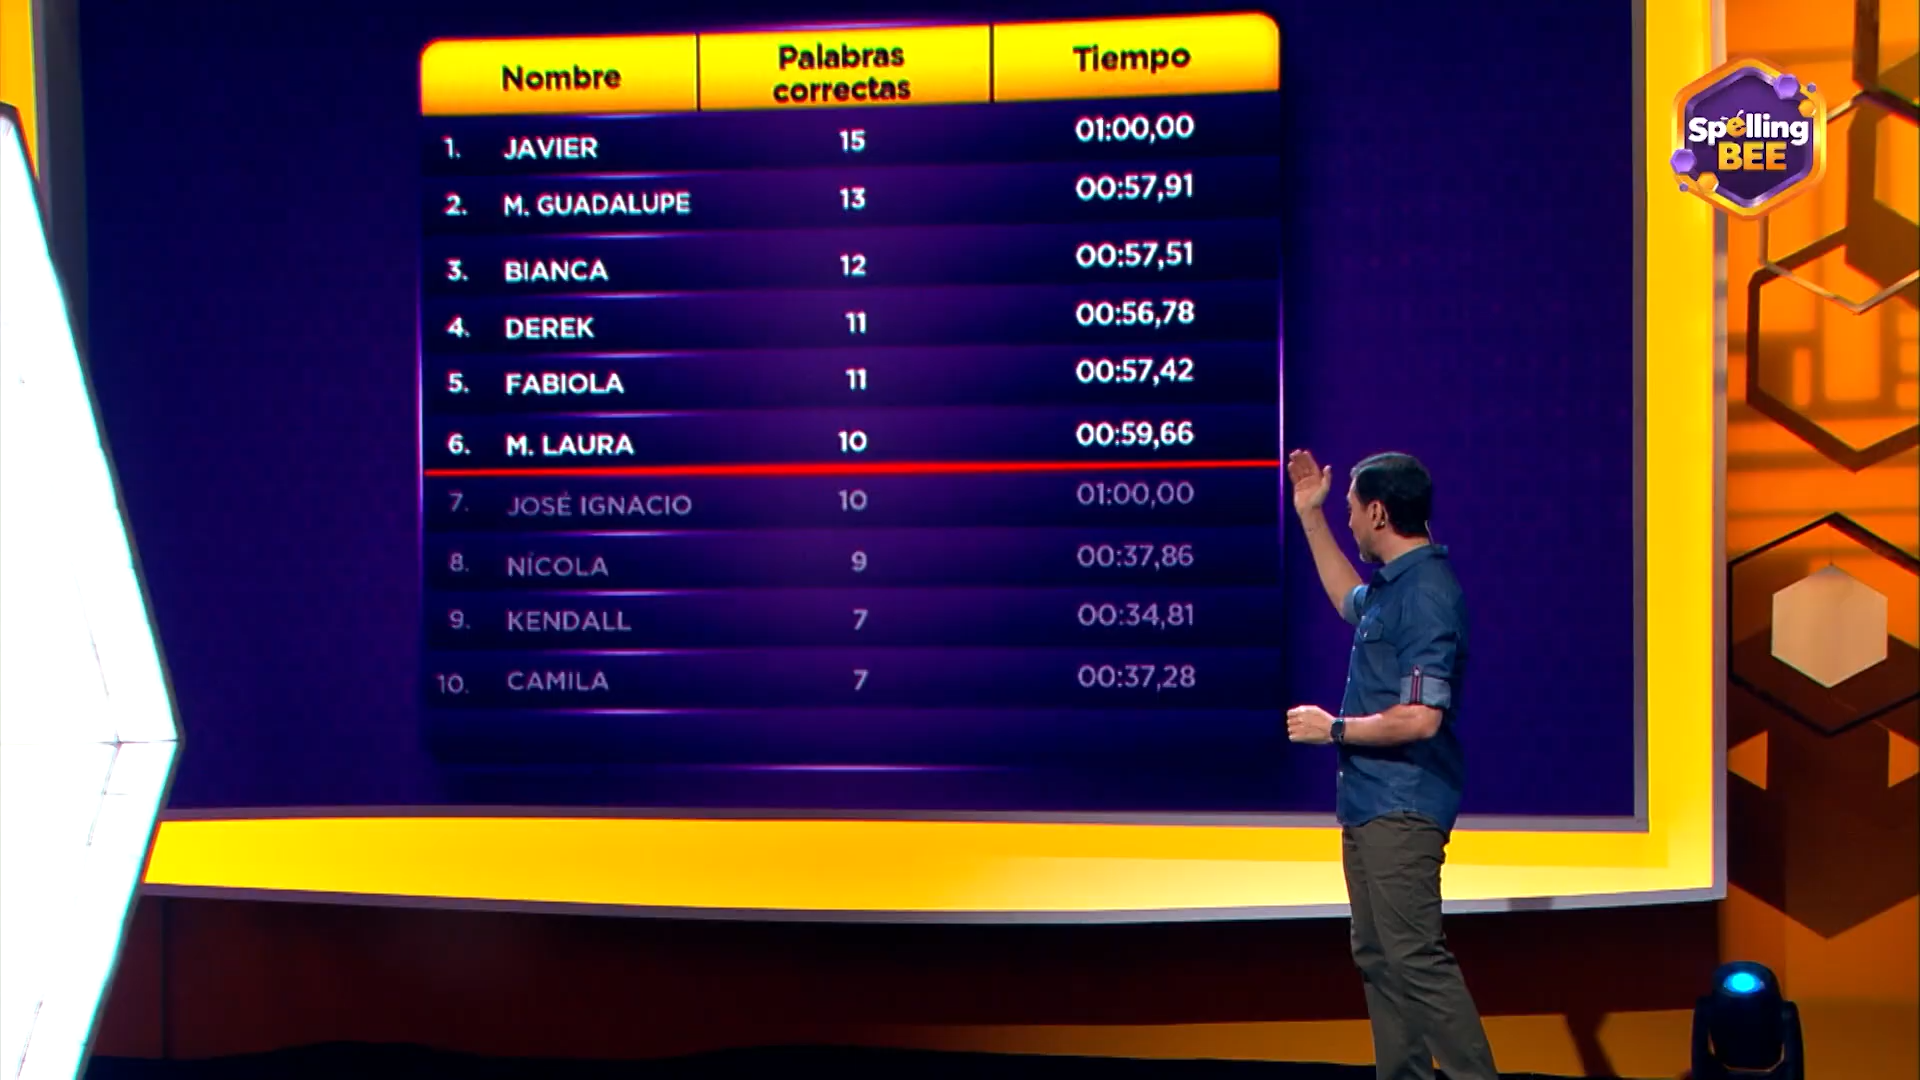 Nombre Palabras correctas Tiempo
1. JAVIER 15 01:00,00
2. M. GUADALUPE 13 00:57,91
3. BIANCA 12 00:57,51
4. DEREK 11 00:56,78
5. FABIOLA 11 00:57,42
6. M. LAURA 10 00:59,66
7. JOSÉ IGNACIO 10 01:00,00
8. NÍCOLA 9 00:37,86
9. KENDALL 7 00:34,81
10. CAMILA 7 00:37,28
Spelling
BEE